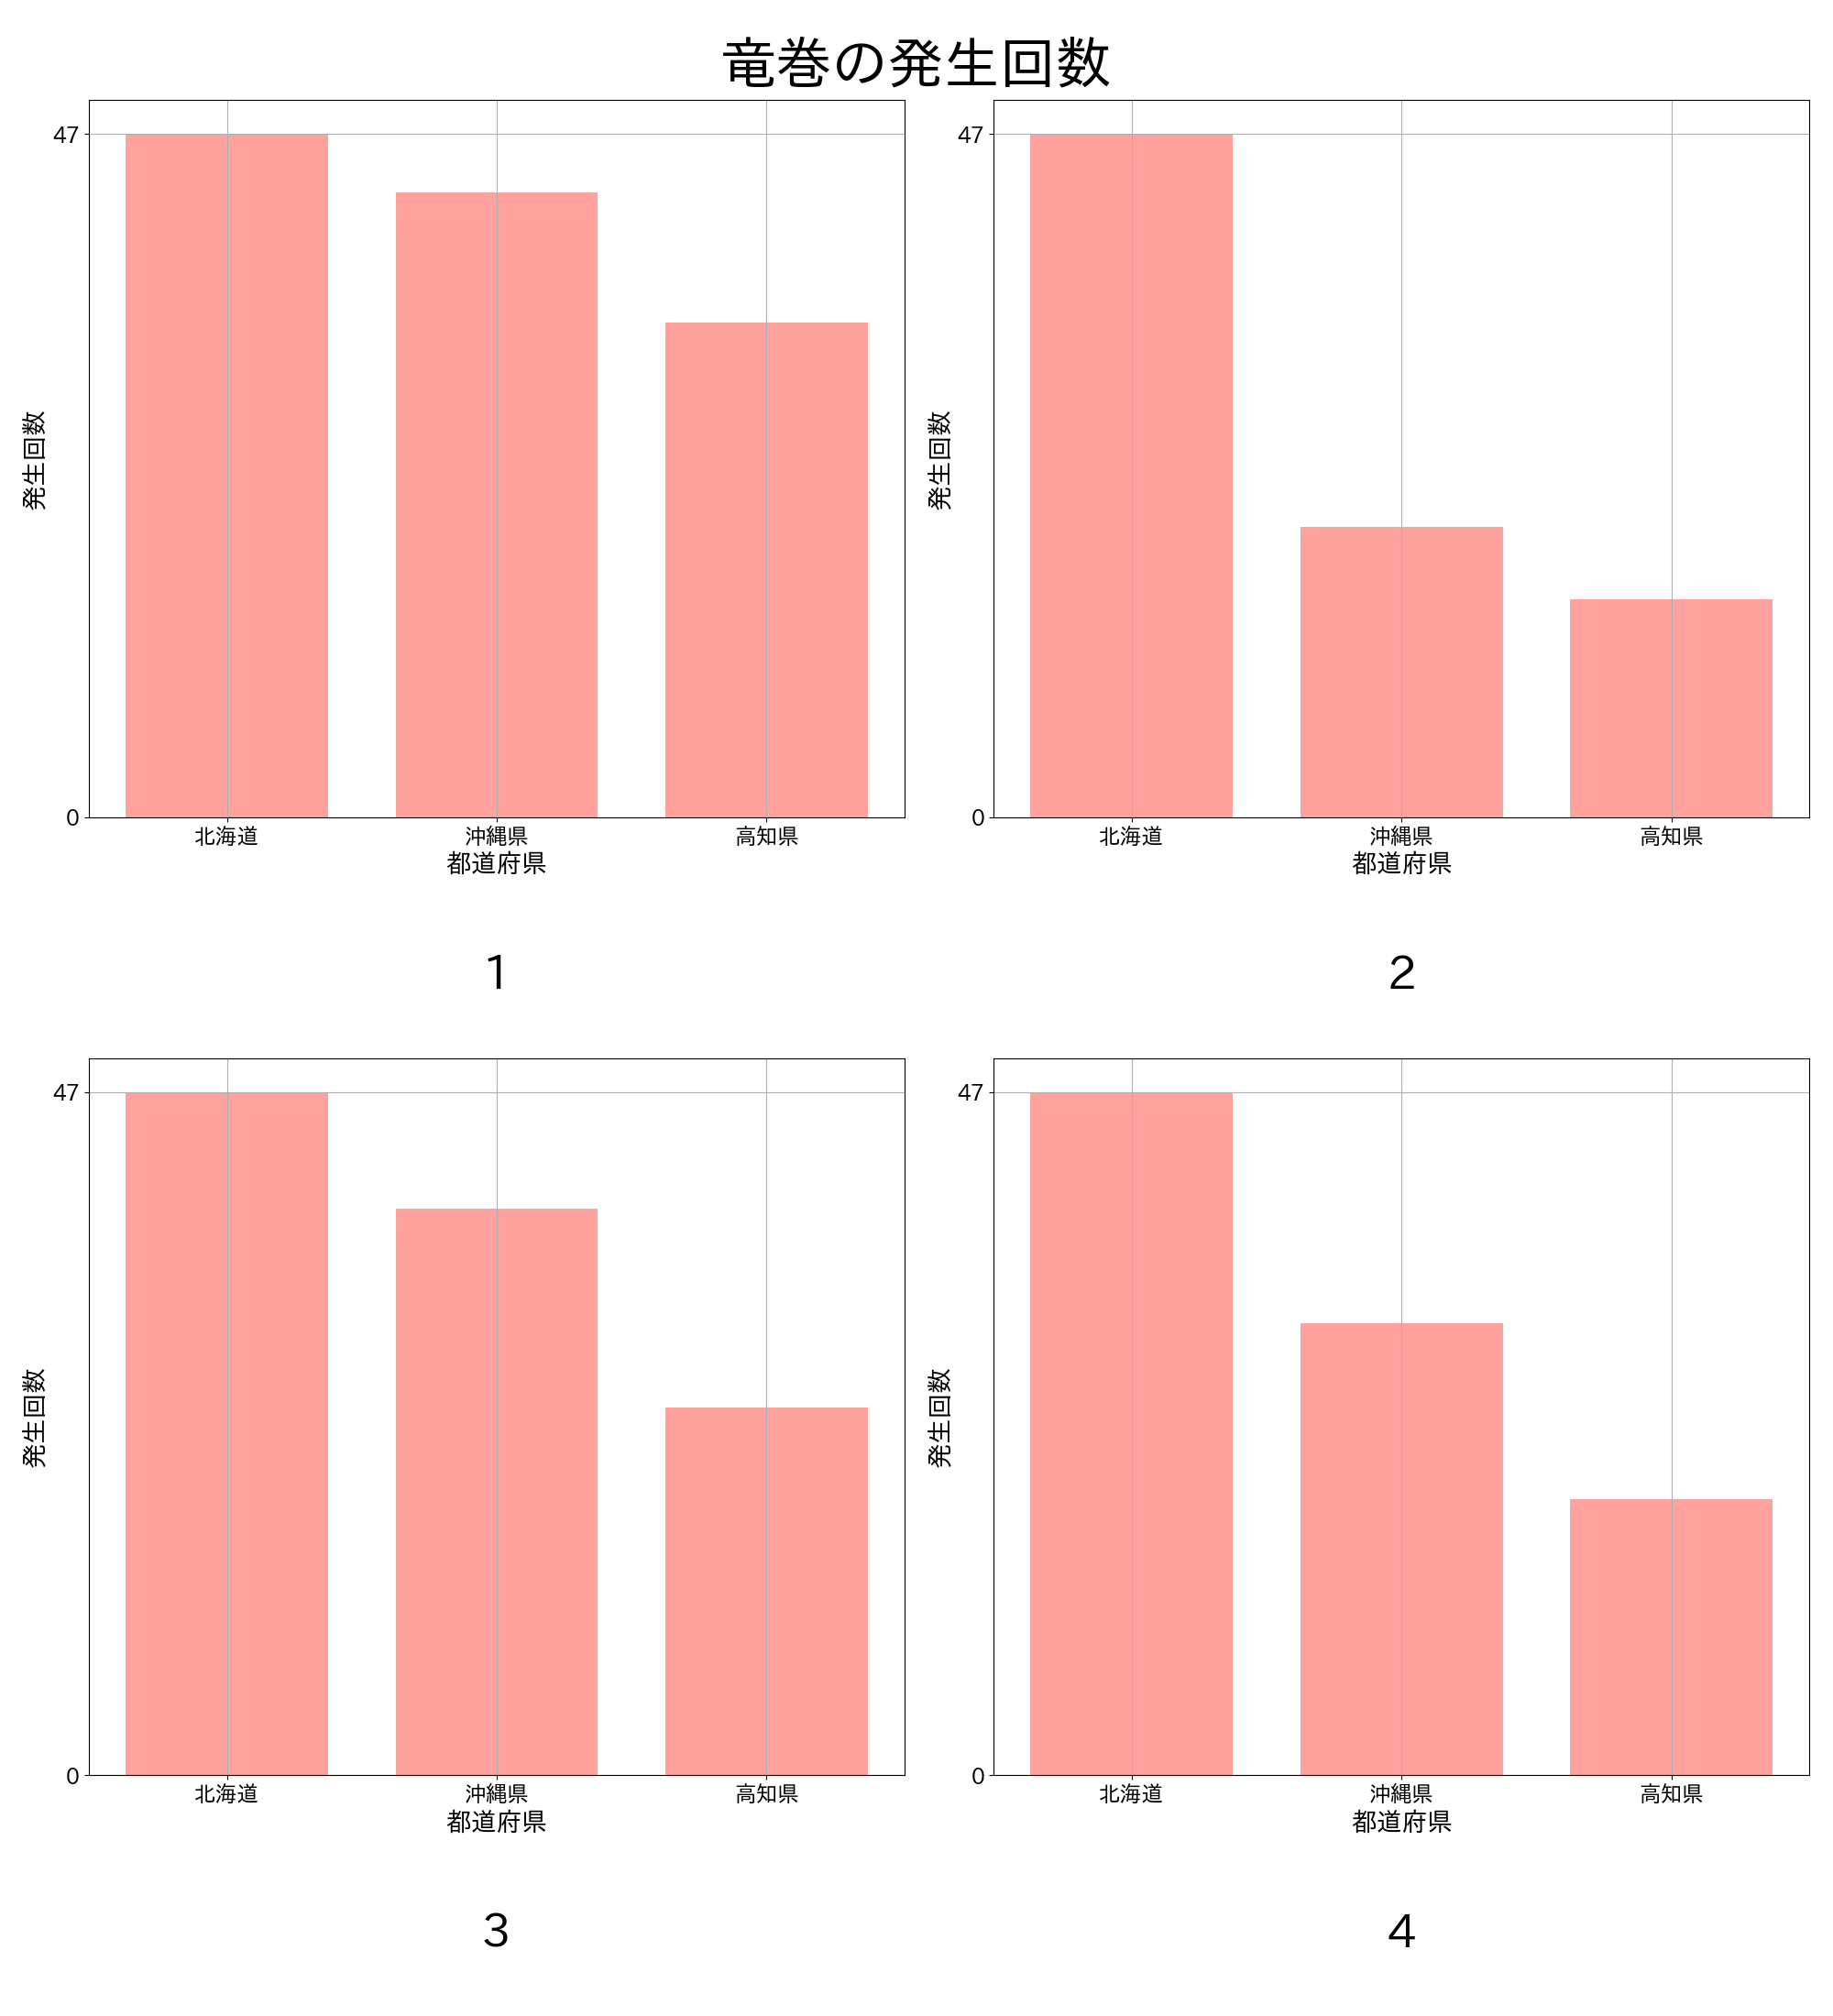 竜巻の発生回数
47
発生回数
0
北海道 沖縄県 高知県
都道府県
1
47
発生回数
0
北海道 沖縄県 高知県
都道府県
2
47
発生回数
0
北海道 沖縄県 高知県
都道府県
3
47
発生回数
0
北海道 沖縄県 高知県
都道府県
4